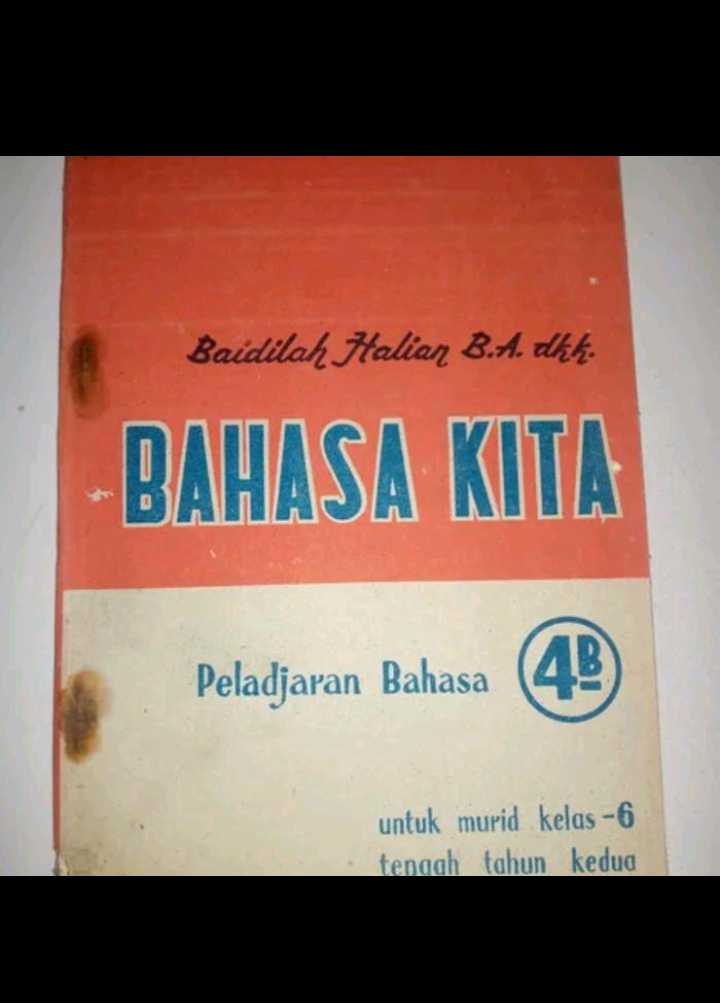 Baidilah Halian B.A. dkk.
BAHASA KITA
Peladjaran Bahasa 4B
untuk murid kelas-6
tengah tahun kedua